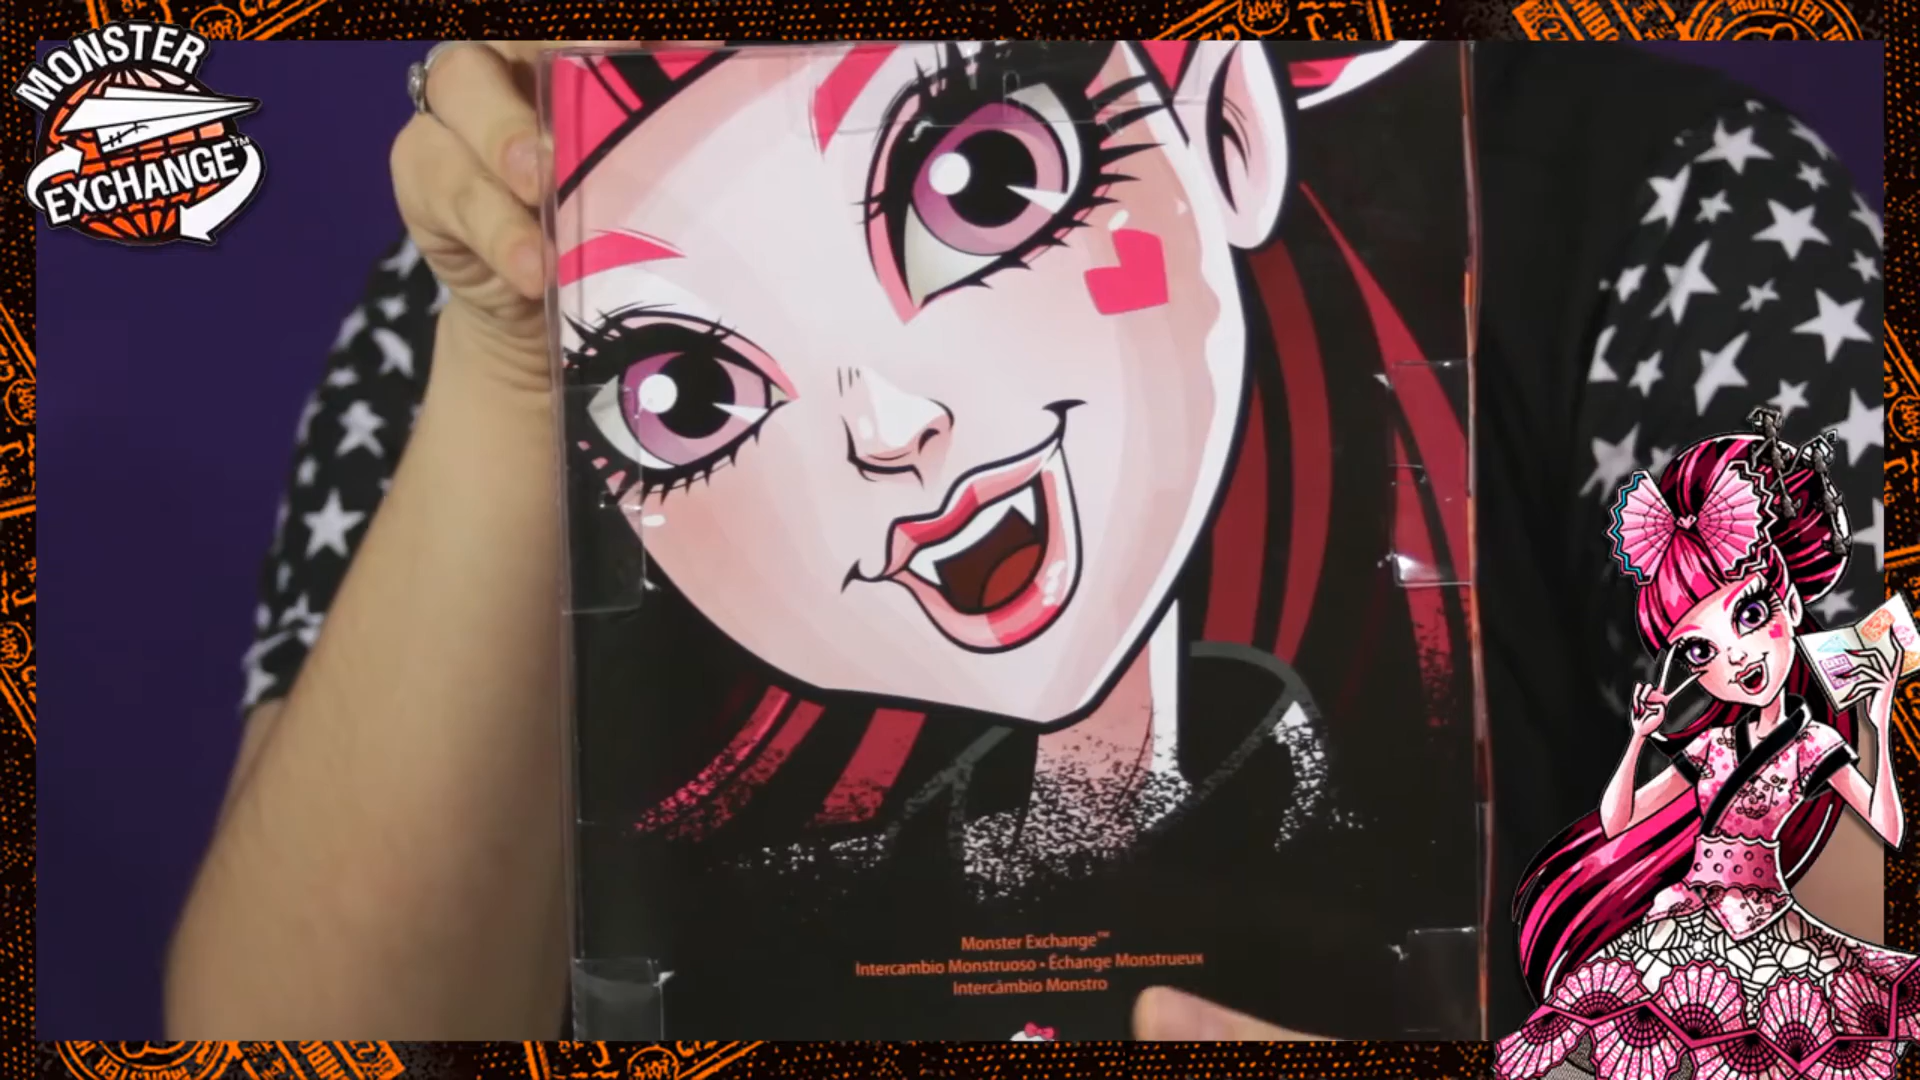 MONSTER
EXCHANGE™
Monster Exchange™
Intercambio Monstruoso • Échange Monstrueux
Intercâmbio Monstro